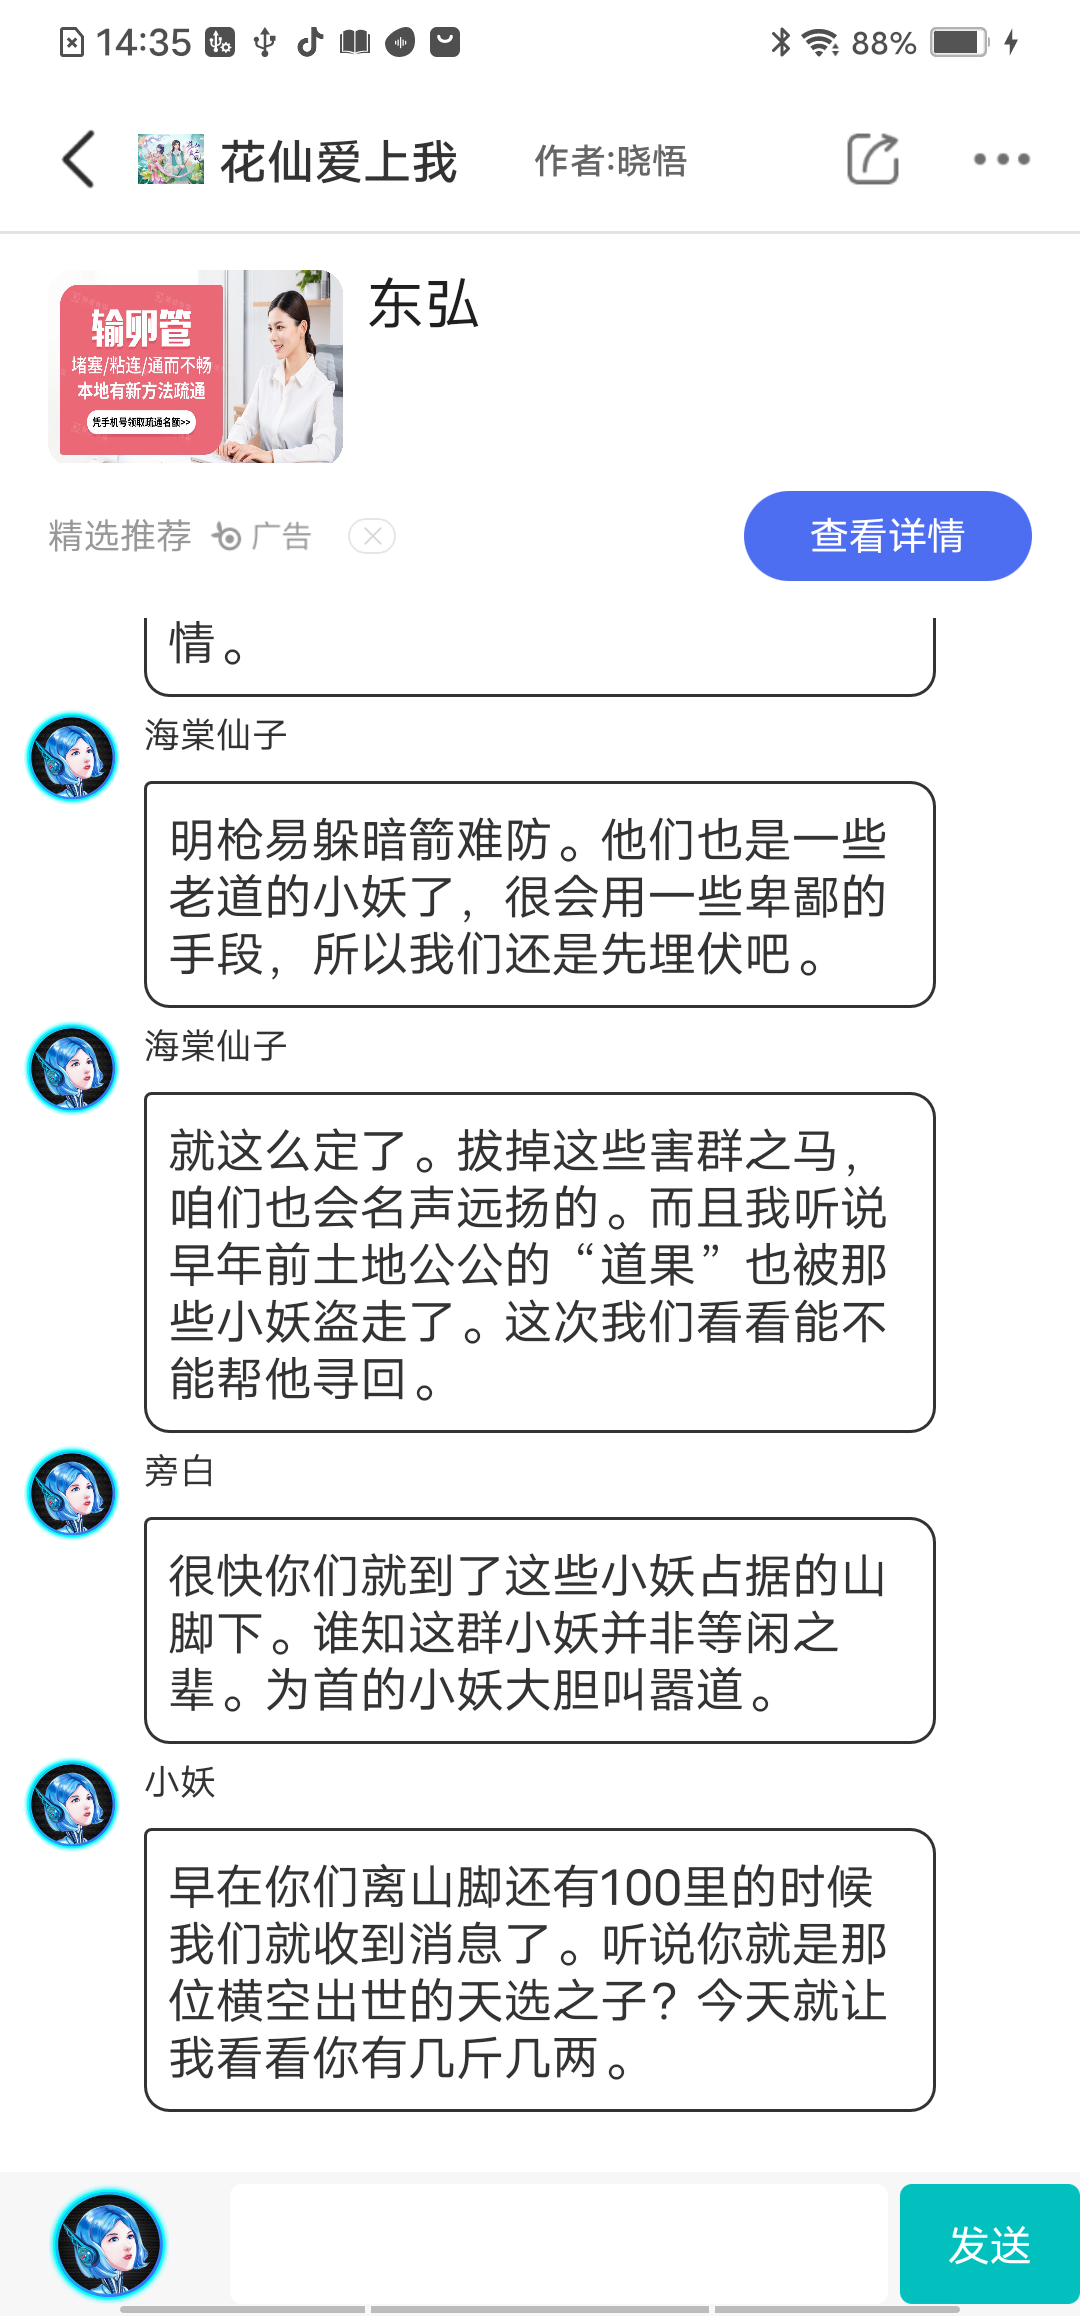 14:35
88%
花仙爱上我
作者:晓悟
输卵管
堵塞/粘连/通而不畅
本地有新方法疏通
凭手机号领取疏通名额>>
东弘
精选推荐
广告
查看详情
情。
海棠仙子
明枪易躲暗箭难防。他们也是一些
老道的小妖了，很会用一些卑鄙的
手段，所以我们还是先埋伏吧。
海棠仙子
就这么定了。拔掉这些害群之马，
咱们也会名声远扬的。而且我听说
早年前土地公公的“道果”也被那
些小妖盗走了。这次我们看看能不
能帮他寻回。
旁白
很快你们就到了这些小妖占据的山
脚下。谁知这群小妖并非等闲之
辈。为首的小妖大胆叫嚣道。
小妖
早在你们离山脚还有100里的时候
我们就收到消息了。听说你就是那
位横空出世的天选之子？今天就让
我看看你有几斤几两。
发送